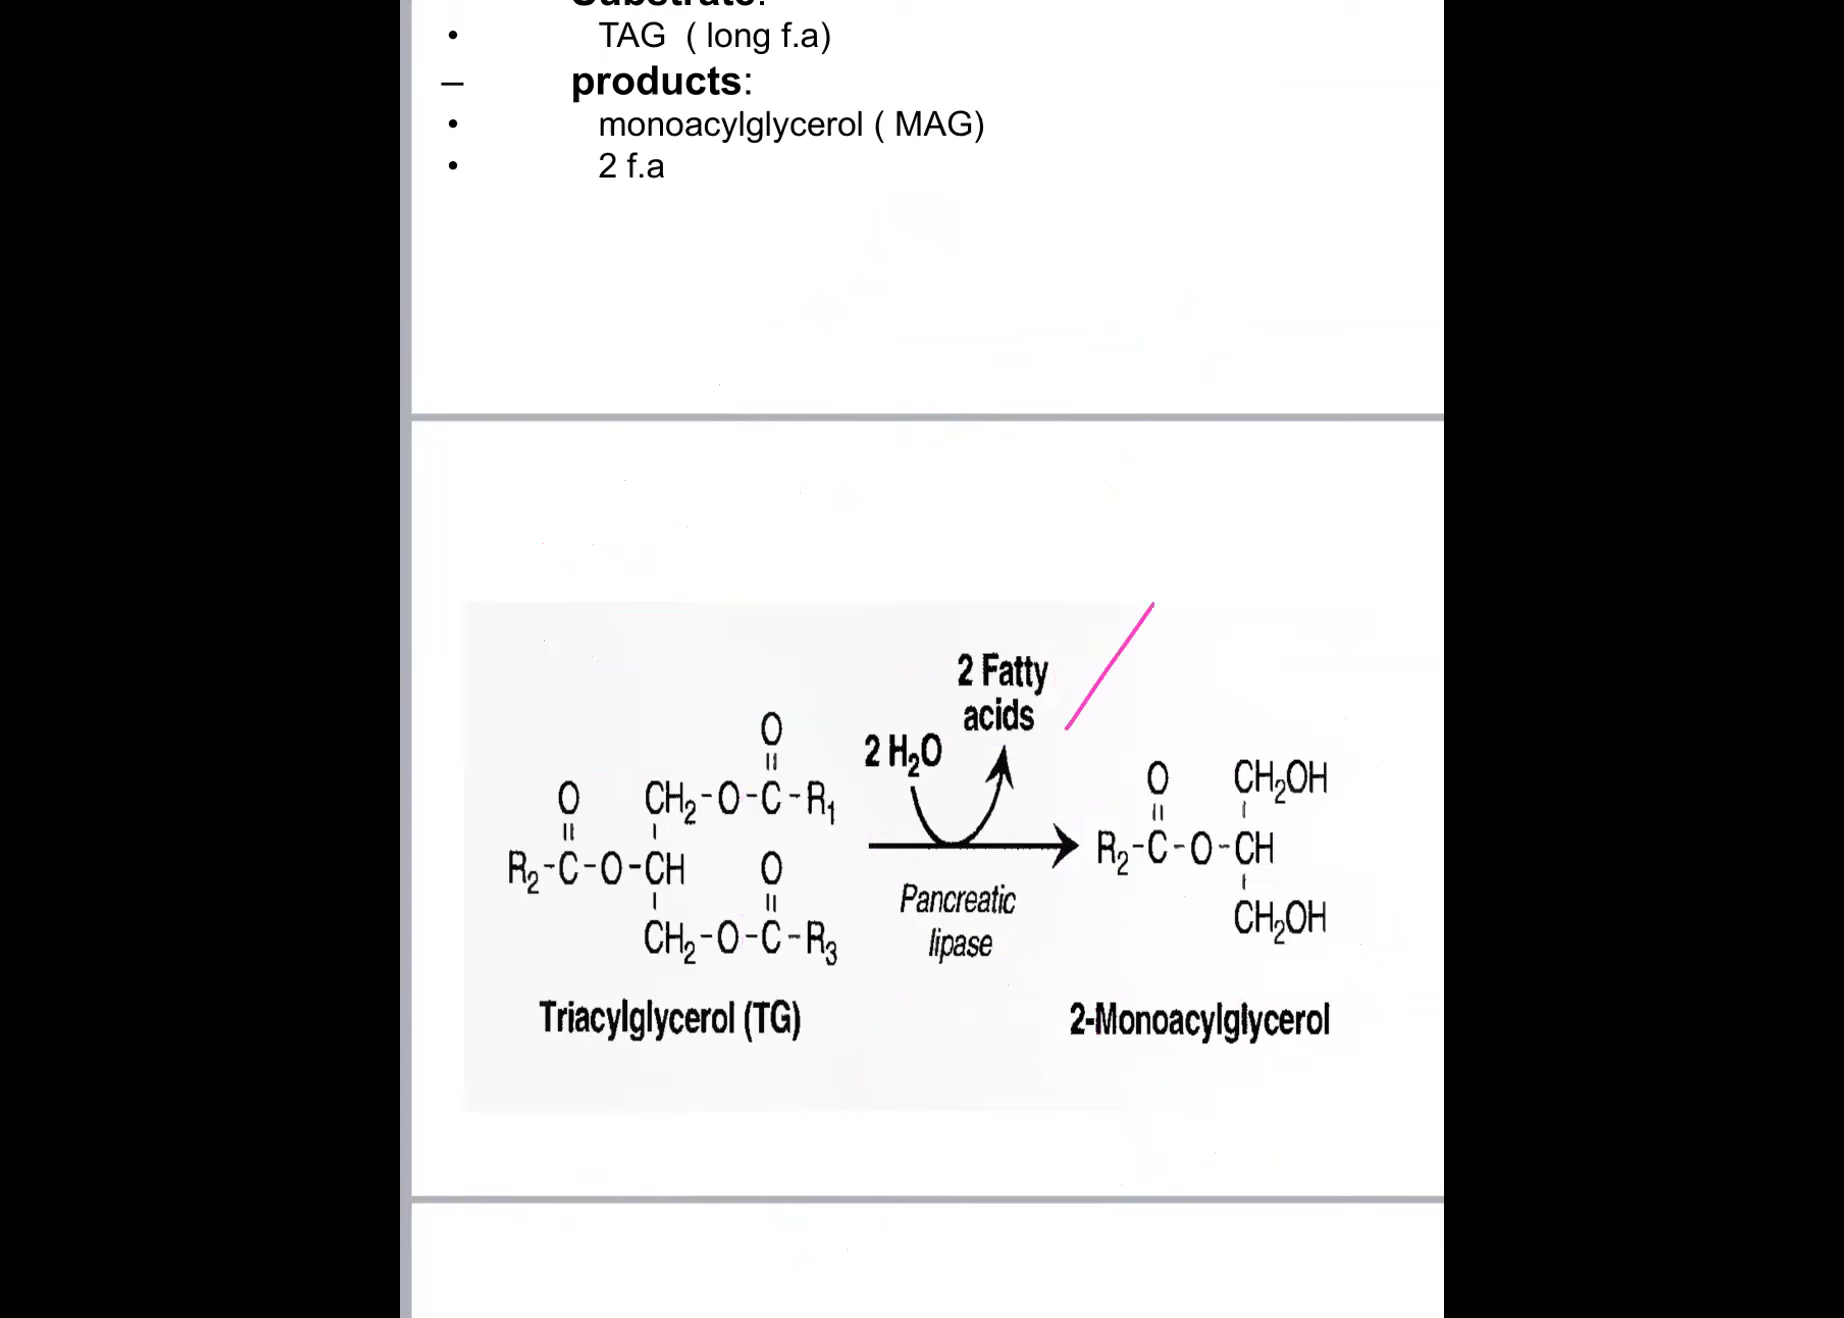 Substrate:
• TAG ( long f.a)
– products:
• monoacylglycerol ( MAG)
• 2 f.a
2 Fatty
acids
2 H₂O
O
CH₂-O-C-R₁
O
R₂-C-O-CH
O
CH₂-O-C-R₃
Pancreatic
lipase
O
CH₂OH
R₂-C-O-CH
CH₂OH
Triacylglycerol (TG)
2-Monoacylglycerol